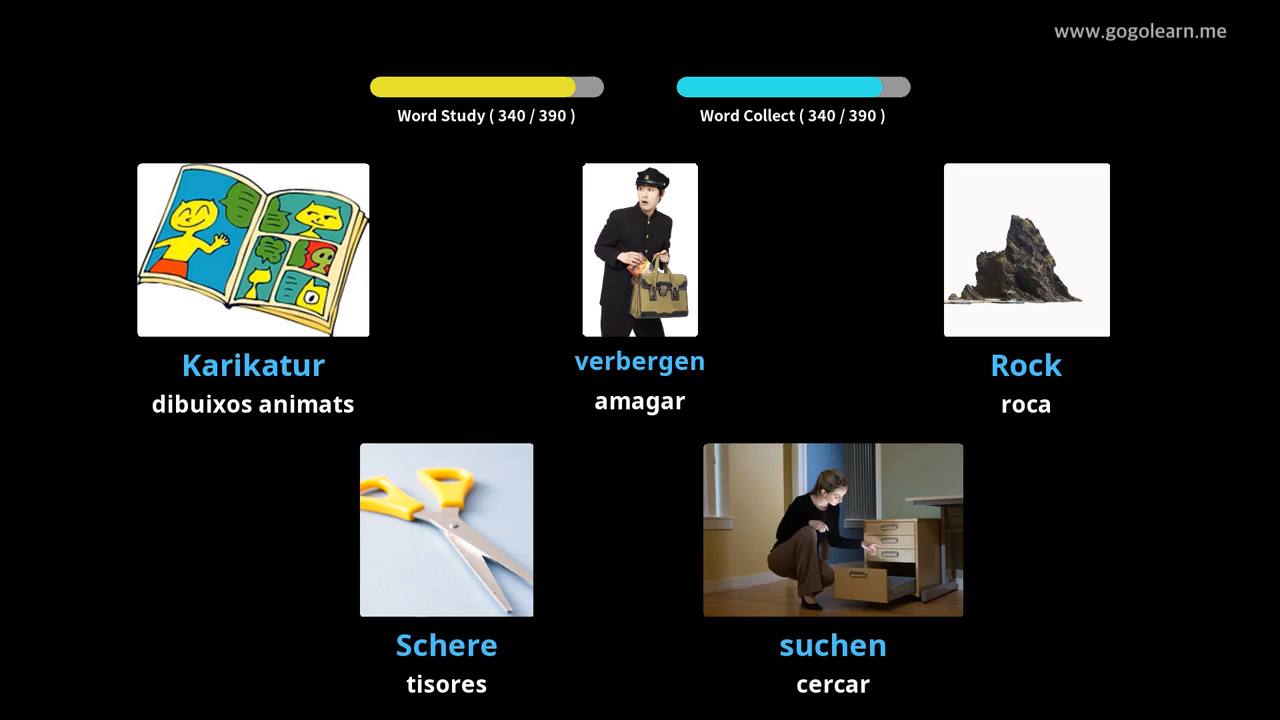 www.gogolearn.me
Word Study ( 340 / 390 )
Word Collect ( 340 / 390 )
Karikatur
dibuixos animats
verbergen
amagar
Rock
roca
Schere
tisores
suchen
cercar